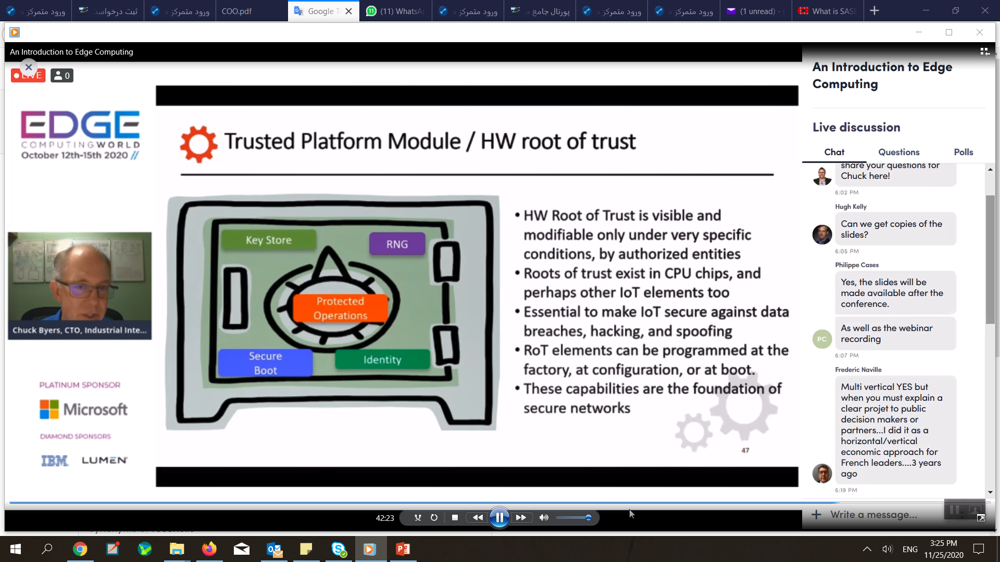 ورود متمرکز د
ثبت درخواست
ورود متمرکز د
COO.pdf
Google T
(11) WhatsA
ورود متمرکز د
پورتال جامع م
ورود متمرکز د
ورود متمرکز د
(1 unread) -
What is SASE
An Introduction to Edge Computing
LIVE
0
EDGE
COMPUTINGWORLD
October 12th-15th 2020 //
Chuck Byers, CTO, Industrial Inte...
PLATINUM SPONSOR
Microsoft
DIAMOND SPONSORS
IBM LUMEN
Trusted Platform Module / HW root of trust
Key Store
RNG
Protected
Operations
Secure
Boot
Identity
• HW Root of Trust is visible and
modifiable only under very specific
conditions, by authorized entities
• Roots of trust exist in CPU chips, and
perhaps other IoT elements too
• Essential to make IoT secure against data
breaches, hacking, and spoofing
• RoT elements can be programmed at the
factory, at configuration, or at boot.
• These capabilities are the foundation of
secure networks
47
An Introduction to Edge
Computing
Live discussion
Chat Questions Polls
share your questions for
Chuck here!
6:02 PM
Hugh Kelly
Can we get copies of the
slides?
6:05 PM
Philippe Cases
Yes, the slides will be
made available after the
conference.
As well as the webinar
recording
PC
6:07 PM
Frederic Naville
Multi vertical YES but
when you must explain a
clear projet to public
decision makers or
partners...I did it as a
horizontal/vertical
economic approach for
French leaders....3 years
ago
6:19 PM
Write a message...
42:23
ENG
3:25 PM
11/25/2020